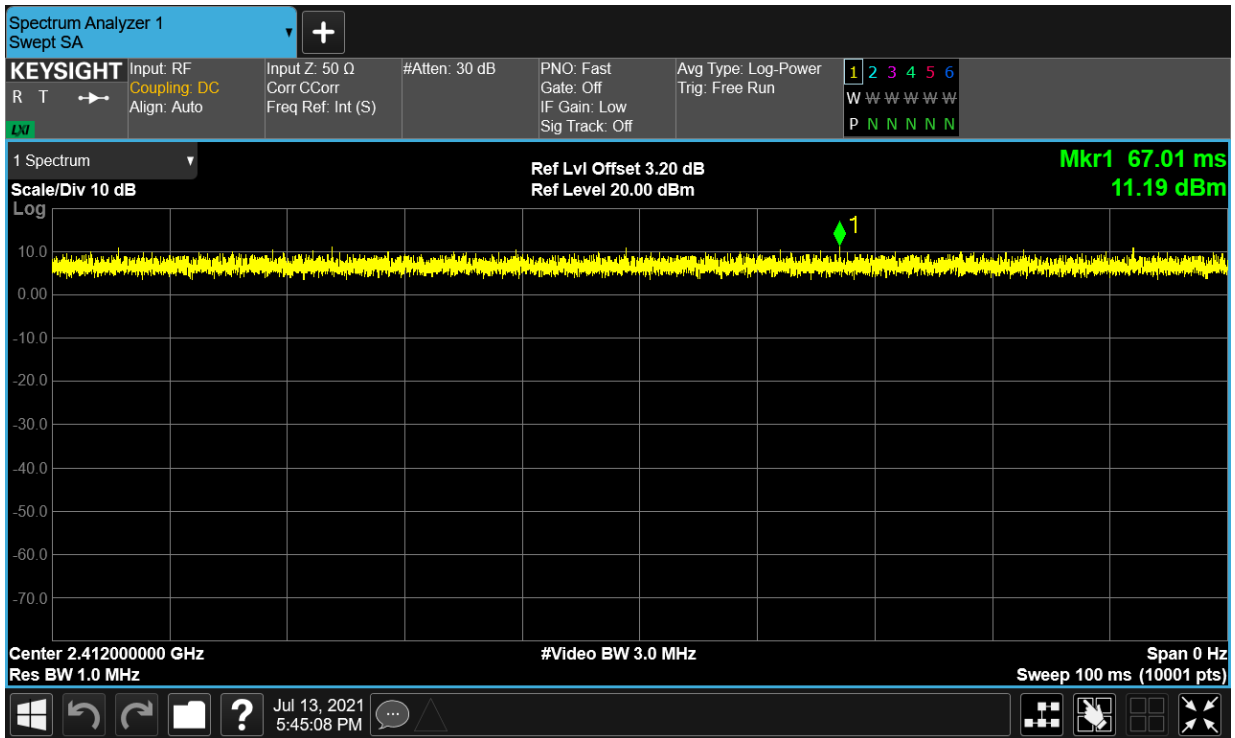 Spectrum Analyzer 1
Swept SA
▼
+
KEYSIGHT
R T
LXI
Input: RF
Coupling: DC
Align: Auto
Input Z: 50 Ω
Corr CCorr
Freq Ref: Int (S)
#Atten: 30 dB
PNO: Fast
Gate: Off
IF Gain: Low
Sig Track: Off
Avg Type: Log-Power
Trig: Free Run
1 2 3 4 5 6
W W W W W W
P N N N N N
1 Spectrum ▼
Scale/Div 10 dB
Log
Ref Lvl Offset 3.20 dB
Ref Level 20.00 dBm
Mkr1 67.01 ms
11.19 dBm
1
10.0
0.00
-10.0
-20.0
-30.0
-40.0
-50.0
-60.0
-70.0
Center 2.412000000 GHz
Res BW 1.0 MHz
#Video BW 3.0 MHz
Span 0 Hz
Sweep 100 ms (10001 pts)
?
Jul 13, 2021
5:45:08 PM